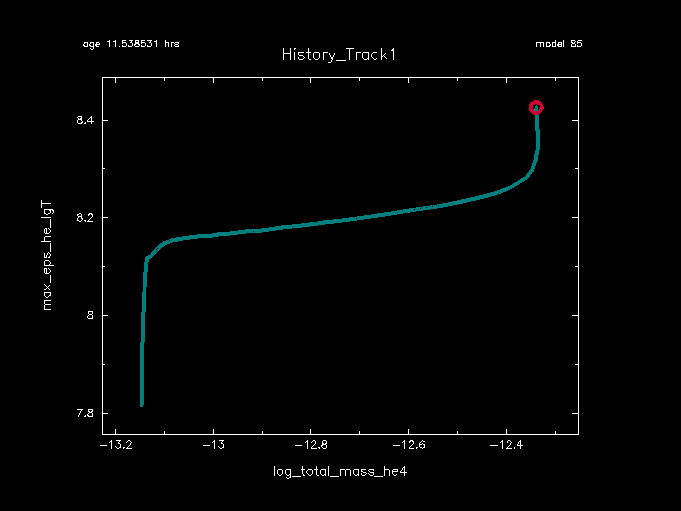 age 11.538531 hrs
model 85
History_Track1
8.4
8.2
8
7.8
max_eps_he_lgT
−13.2
−13
−12.8
−12.6
−12.4
log_total_mass_he4